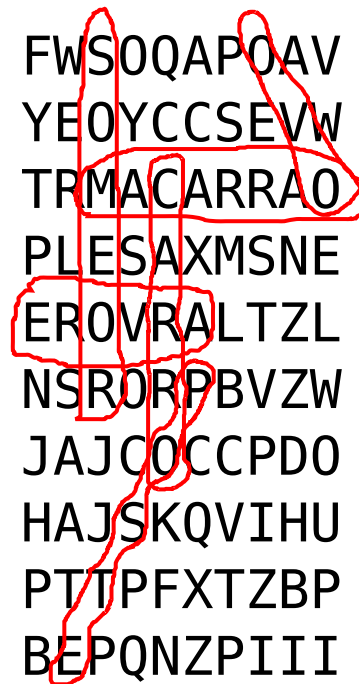 FWSOQAPOAV
YEOYCCSEVW
TRMACARRAO
PLESAXMSNE
EROVRALTZL
NSRORPBVZW
JAJCOCCPDO
HAJSKQVIHU
PTTPFXTZBP
BEPQNZPIII